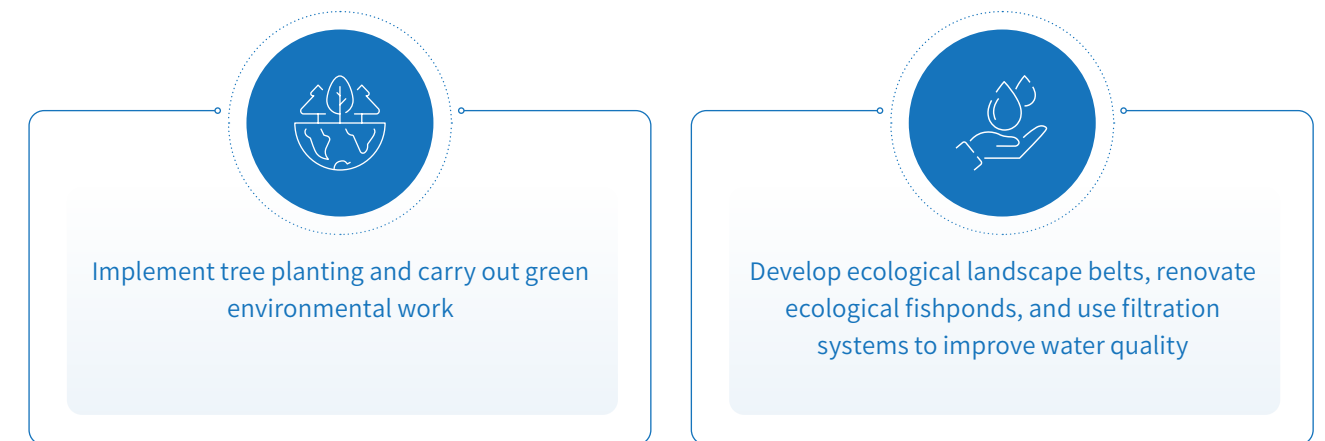 Implement tree planting and carry out green
environmental work
Develop ecological landscape belts, renovate
ecological fishponds, and use filtration
systems to improve water quality